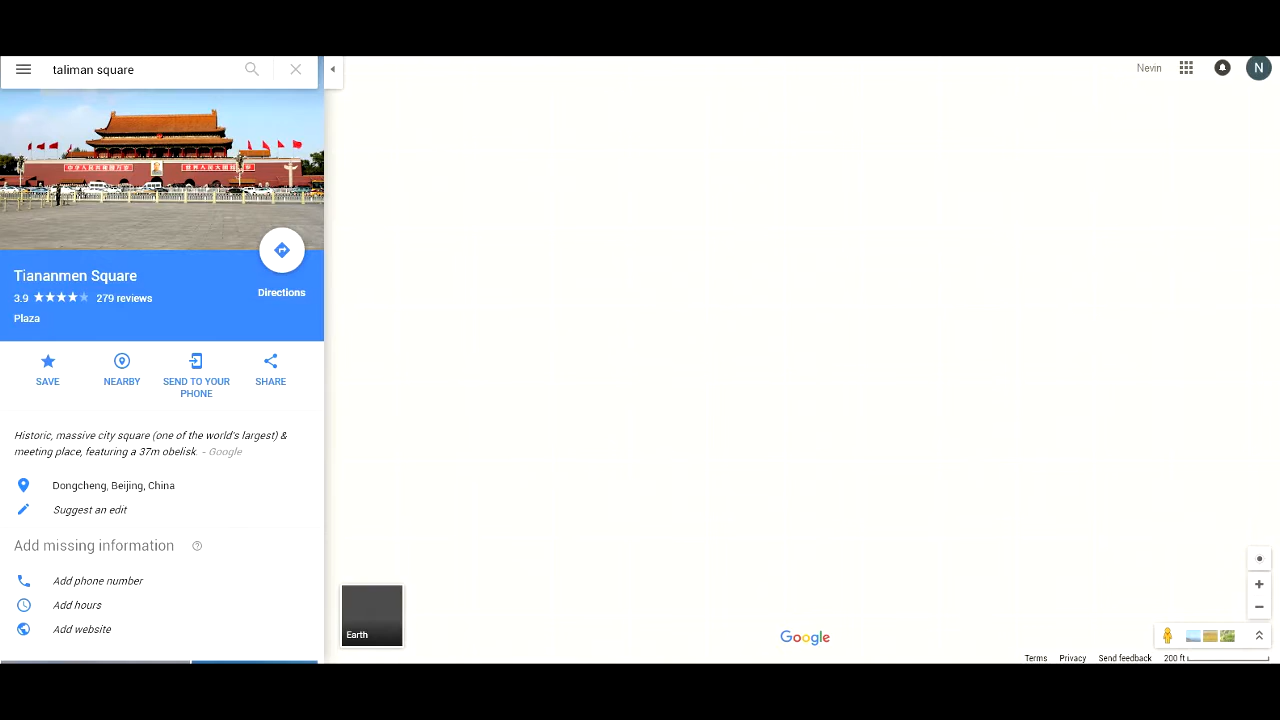 taliman square
Nevin
N
Tiananmen Square
3.9 279 reviews
Directions
Plaza
SAVE
NEARBY
SEND TO YOUR
PHONE
SHARE
Historic, massive city square (one of the world's largest) &
meeting place, featuring a 37m obelisk. - Google
Dongcheng, Beijing, China
Suggest an edit
Add missing information
Add phone number
Add hours
Add website
Earth
Google
Terms Privacy Send feedback 200 ft